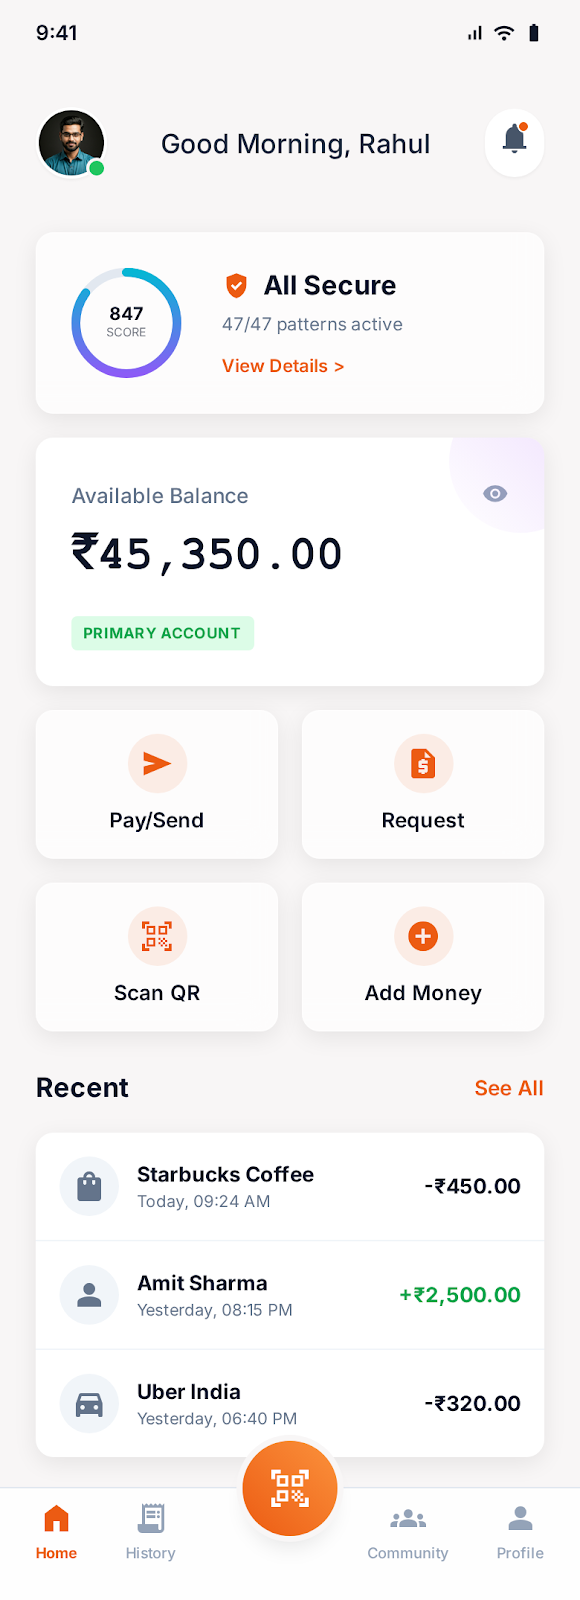 9:41
Good Morning, Rahul
847
SCORE
All Secure
47/47 patterns active
View Details >
Available Balance
₹45,350.00
PRIMARY ACCOUNT
Pay/Send
Request
Scan QR
Add Money
Recent
See All
Starbucks Coffee
Today, 09:24 AM
-₹450.00
Amit Sharma
Yesterday, 08:15 PM
+₹2,500.00
Uber India
Yesterday, 06:40 PM
-₹320.00
Home
History
Community
Profile